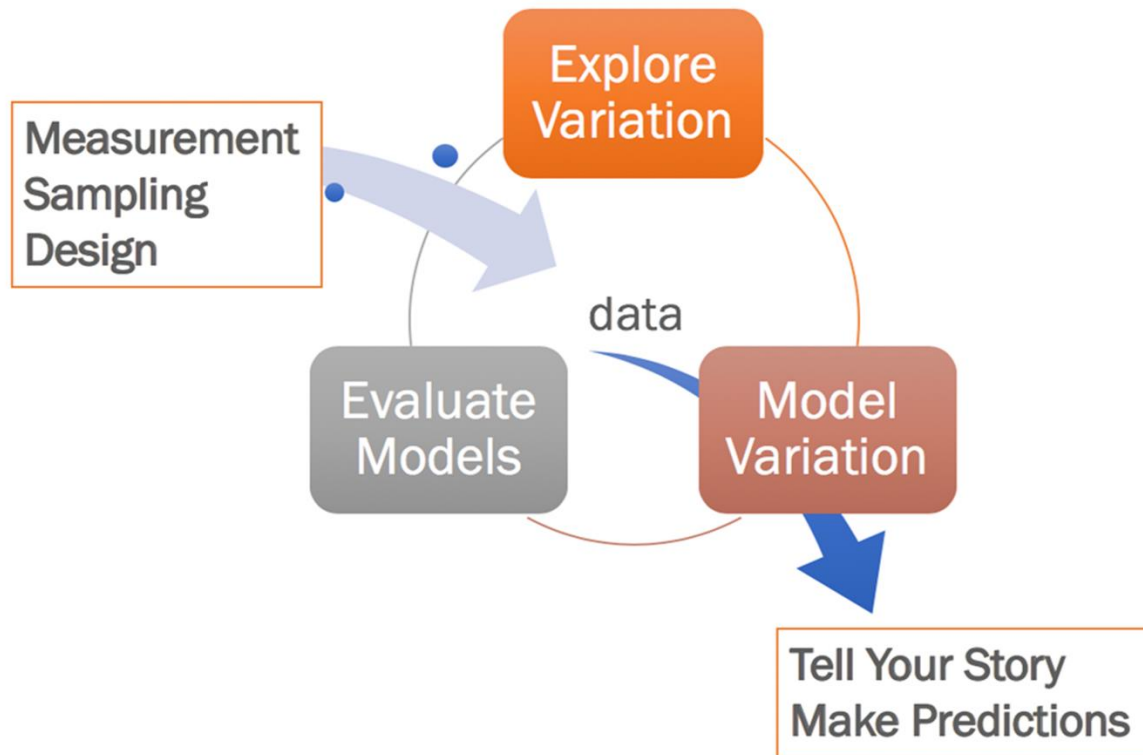 Explore
Variation
Measurement
Sampling
Design
data
Evaluate
Models
Model
Variation
Tell Your Story
Make Predictions